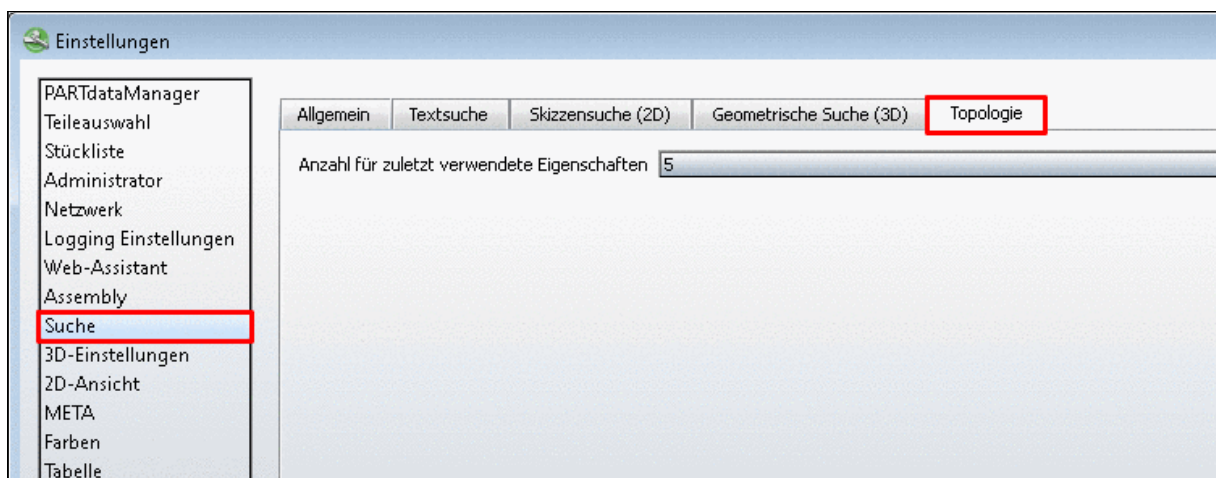 Einstellungen
PARTdataManager
Teileauswahl
Stückliste
Administrator
Netzwerk
Logging Einstellungen
Web-Assistant
Assembly
Suche
3D-Einstellungen
2D-Ansicht
META
Farben
Tabelle
Allgemein Textsuche Skizzensuche (2D) Geometrische Suche (3D) Topologie
Anzahl für zuletzt verwendete Eigenschaften 5